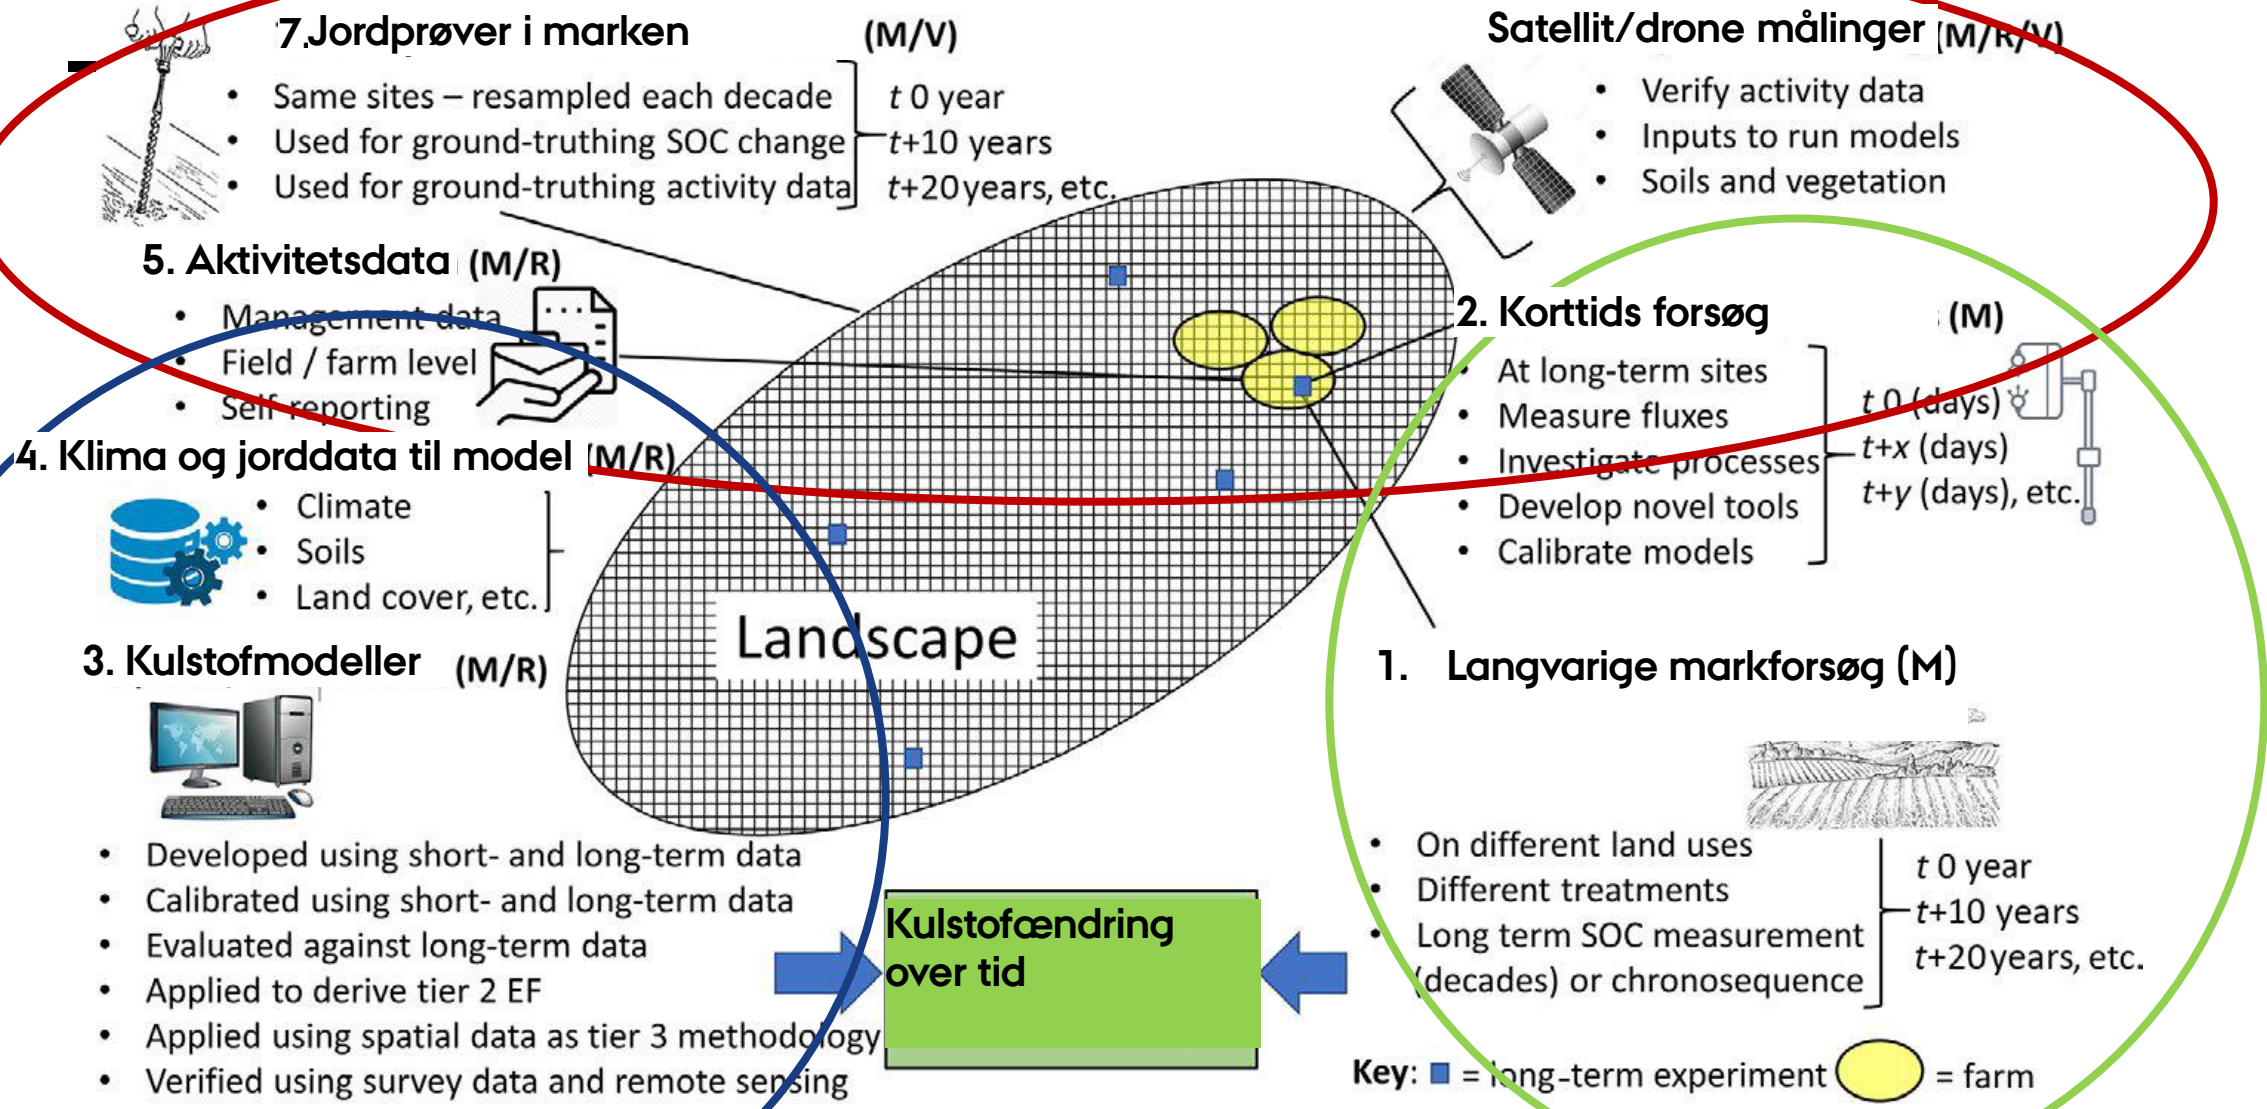 7.Jordprøver i marken (M/V)
• Same sites – resampled each decade
• Used for ground-truthing SOC change
• Used for ground-truthing activity data
t 0 year
t+10 years
t+20 years, etc.
Satellit/drone målinger (M/R/V)
• Verify activity data
• Inputs to run models
• Soils and vegetation
5. Aktivitetsdata (M/R)
• Management data
• Field / farm level
• Self-reporting
2. Korttids forsøg (M)
• At long-term sites
• Measure fluxes
• Investigate processes
• Develop novel tools
• Calibrate models
t 0 (days)
t+x (days)
t+y (days), etc.
4. Klima og jorddata til model (M/R)
• Climate
• Soils
• Land cover, etc.
Landscape
3. Kulstofmodeller (M/R)
• Developed using short- and long-term data
• Calibrated using short- and long-term data
• Evaluated against long-term data
• Applied to derive tier 2 EF
• Applied using spatial data as tier 3 methodology
• Verified using survey data and remote sensing
Kulstofændring
over tid
1. Langvarige markforsøg (M)
• On different land uses
• Different treatments
• Long term SOC measurement
(decades) or chronosequence
t 0 year
t+10 years
t+20 years, etc.
Key: = long-term experiment = farm